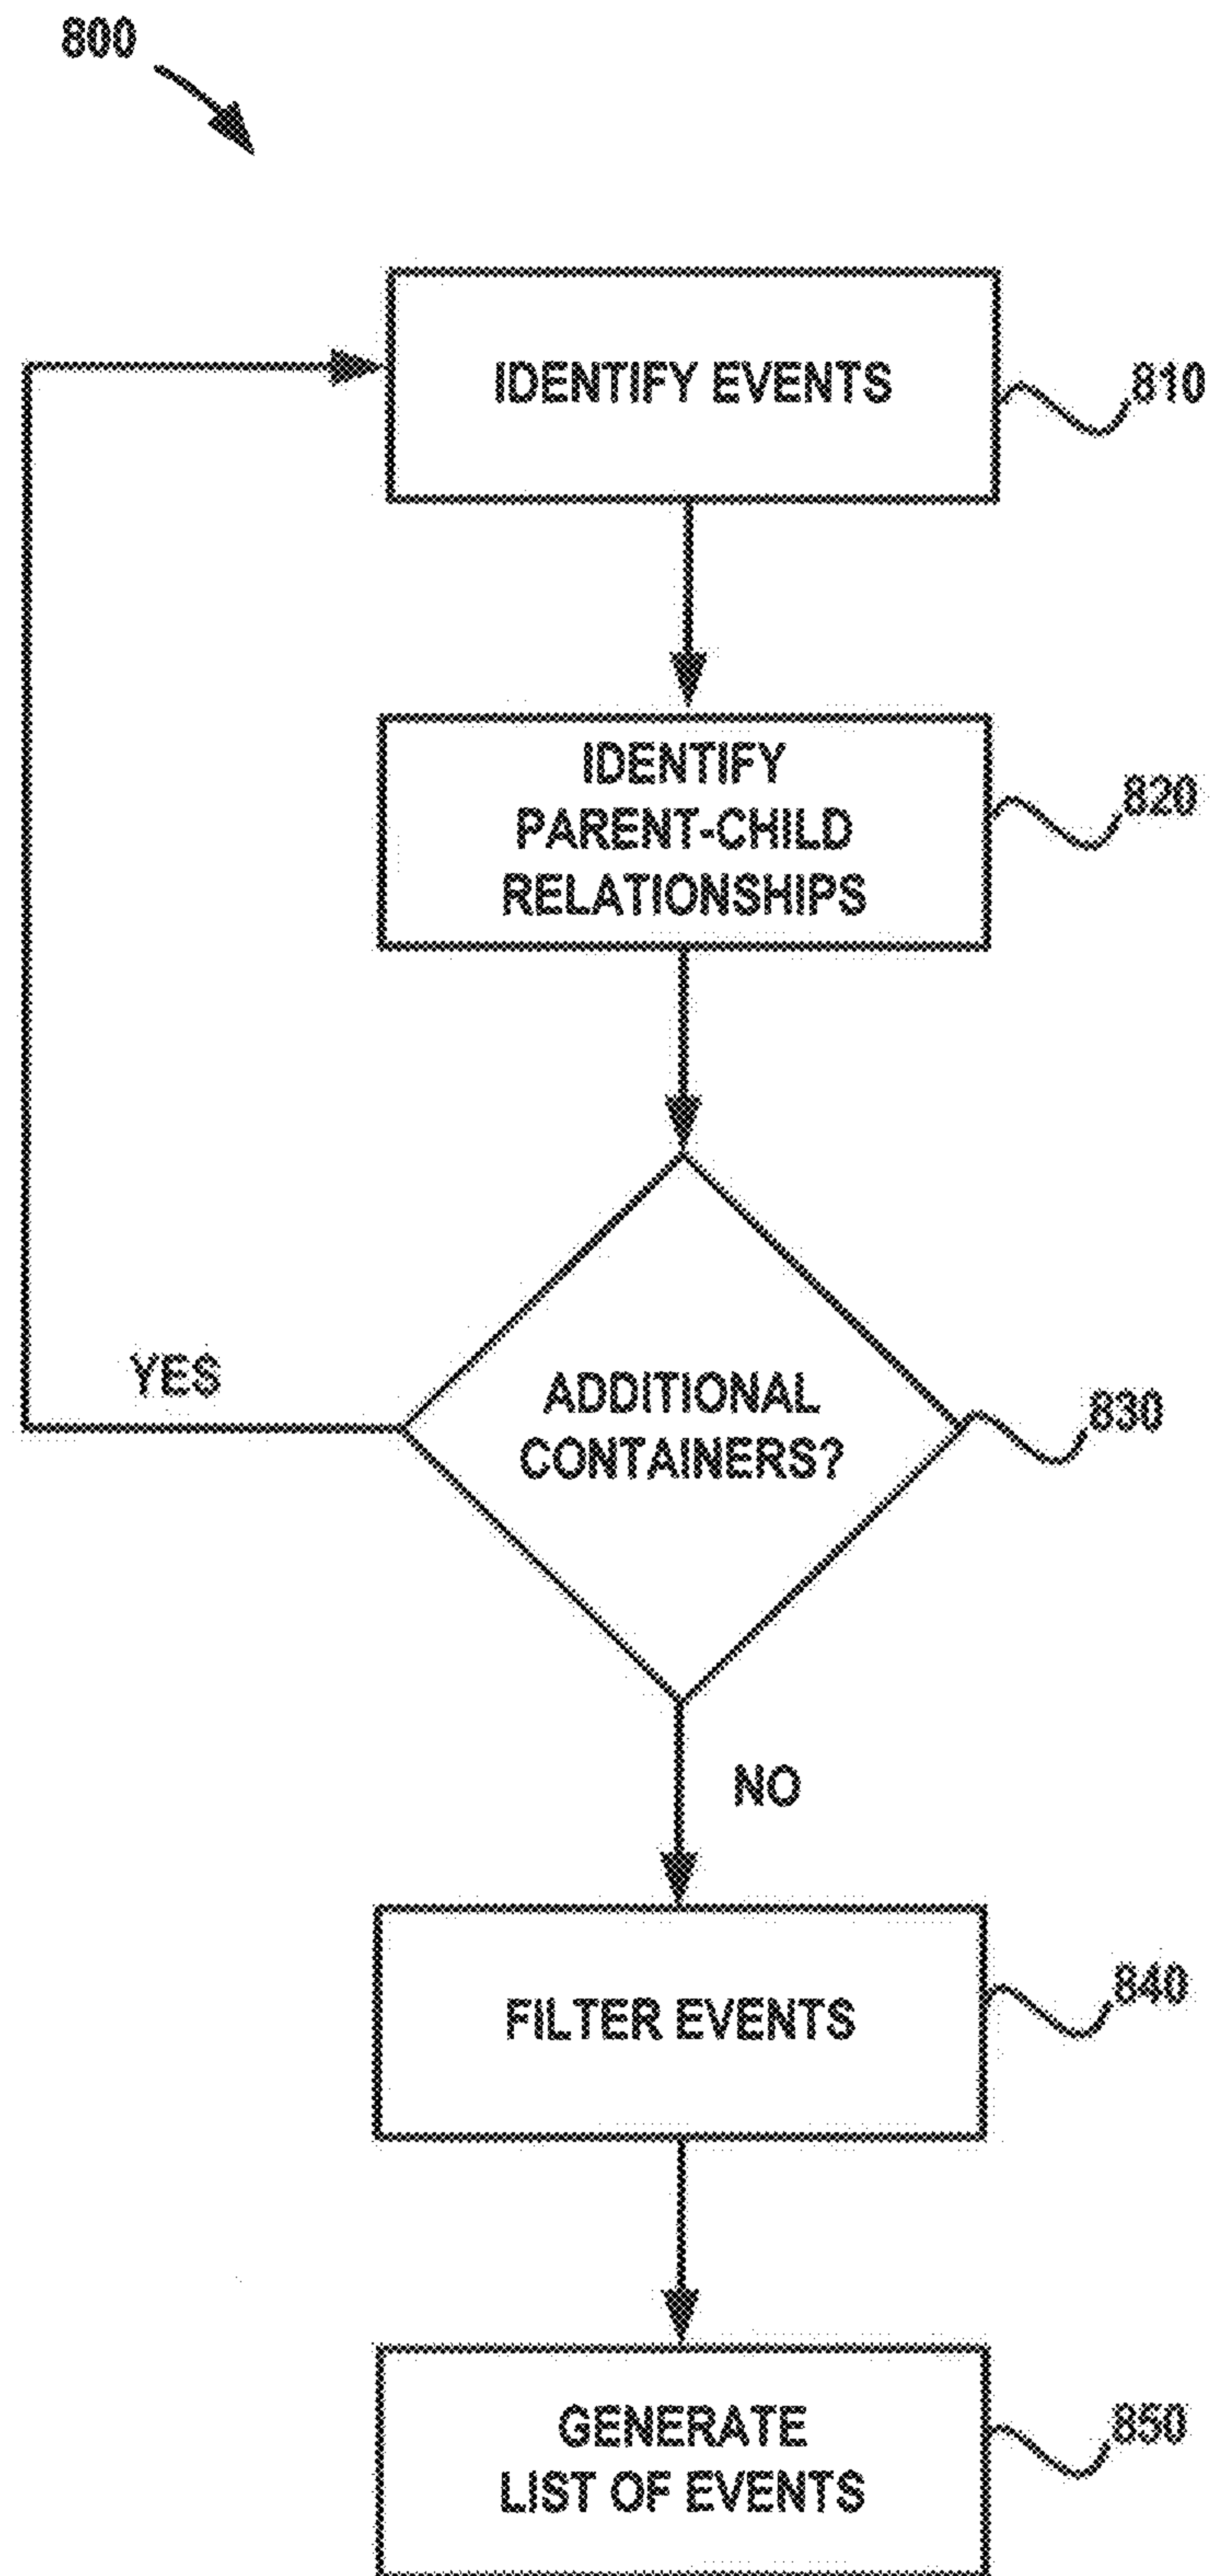 800
IDENTIFY EVENTS
810
IDENTIFY
PARENT-CHILD
RELATIONSHIPS
820
YES
ADDITIONAL
CONTAINERS?
830
NO
FILTER EVENTS
840
GENERATE
LIST OF EVENTS
850